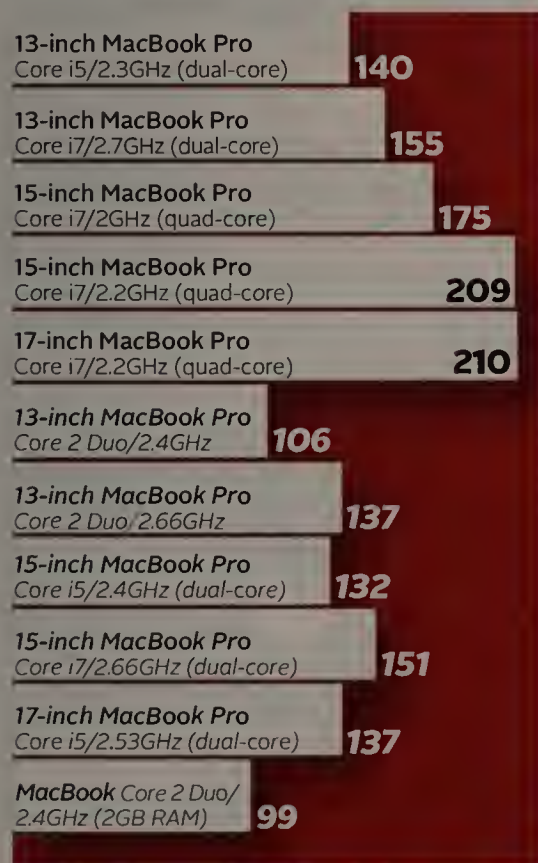 13-inch MacBook Pro
Core i5/2.3GHz (dual-core)
140
13-inch MacBook Pro
Core i7/2.7GHz (dual-core)
155
15-inch MacBook Pro
Core i7/2GHz (quad-core)
175
15-inch MacBook Pro
Core i7/2.2GHz (quad-core)
209
17-inch MacBook Pro
Core i7/2.2GHz (quad-core)
210
13-inch MacBook Pro
Core 2 Duo/2.4GHz
106
13-inch MacBook Pro
Core 2 Duo/2.66GHz
137
15-inch MacBook Pro
Core i5/2.4GHz (dual-core)
132
15-inch MacBook Pro
Core i7/2.66GHz (dual-core)
151
17-inch MacBook Pro
Core i5/2.53GHz (dual-core)
137
MacBook Core 2 Duo/
2.4GHz (2GB RAM)
99